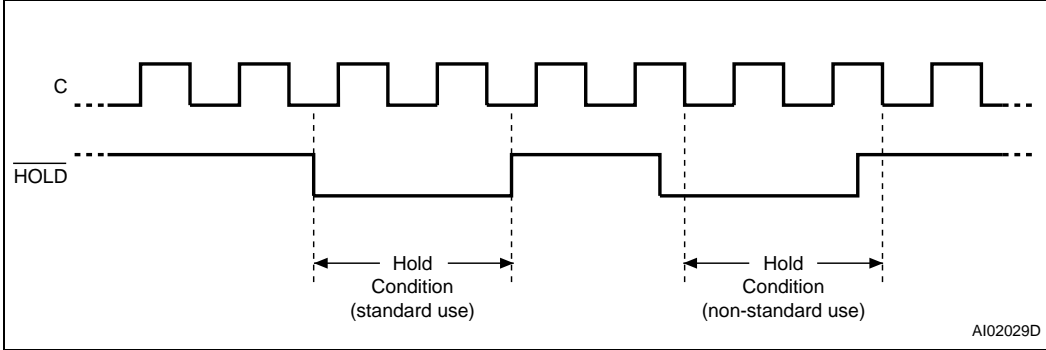 C
HOLD
Hold
Condition
(standard use)
Hold
Condition
(non-standard use)
AI02029D